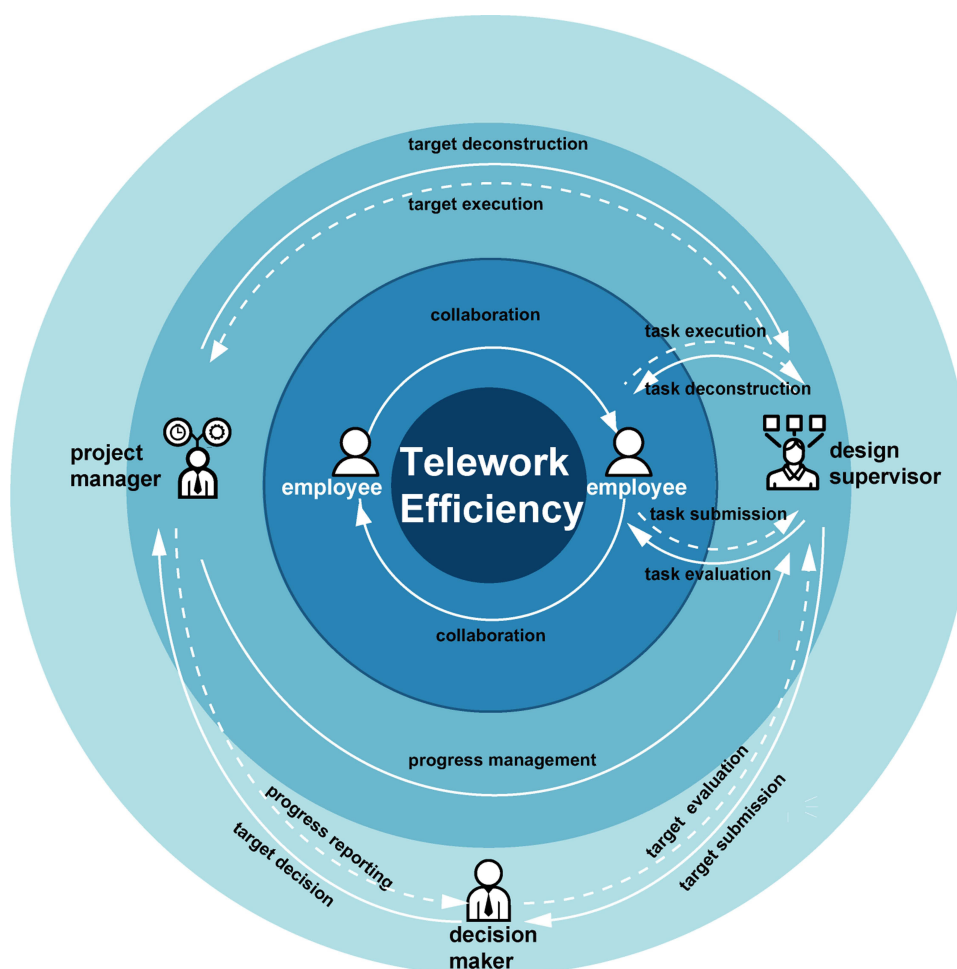 target deconstruction
target execution
collaboration
task execution
task deconstruction
project
manager
employee
Telework
Efficiency
employee
design
supervisor
task submission
task evaluation
collaboration
progress management
progress reporting
target decision
target evaluation
target submission
decision
maker